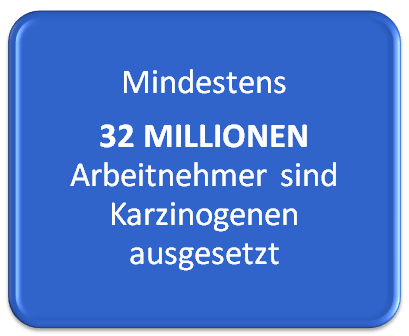 Mindestens
32 MILLIONEN
Arbeitnehmer sind
Karzinogenen
ausgesetzt